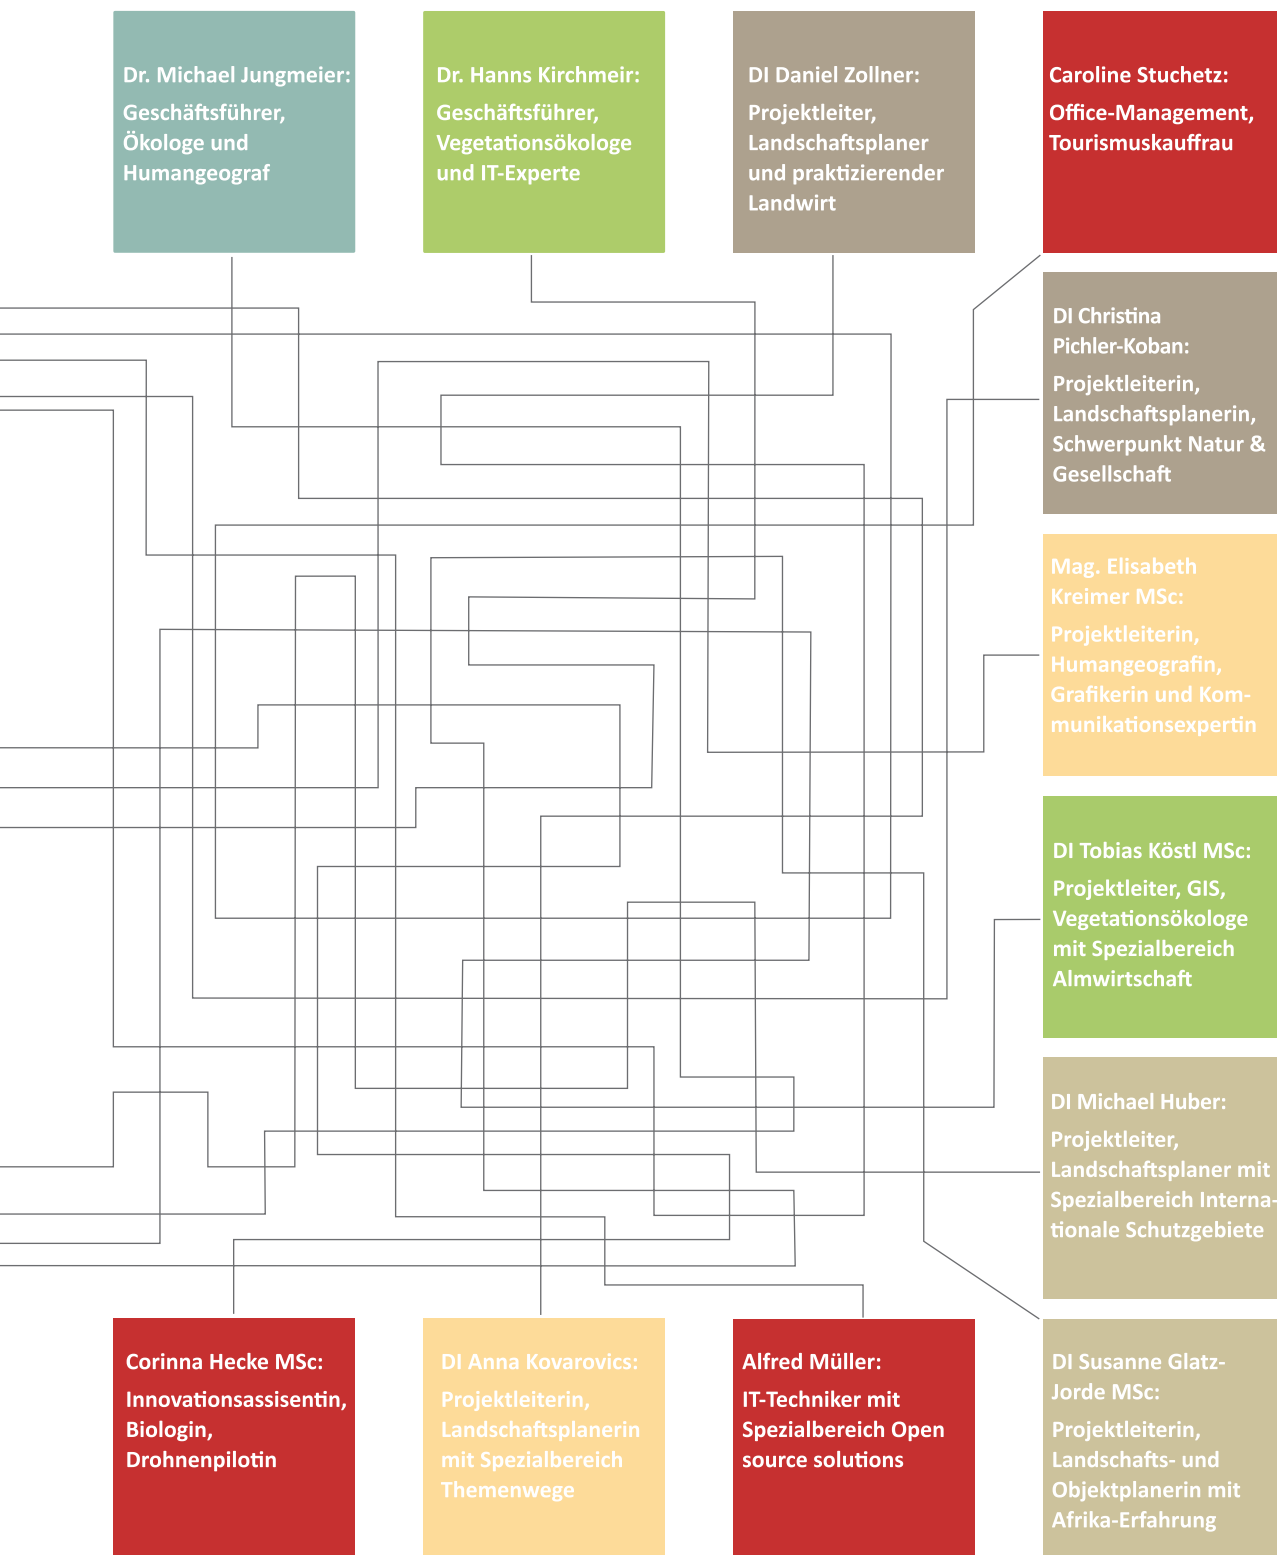 Dr. Michael Jungmeier:
Geschäftsführer,
Ökologe und
Humangeograf
Dr. Hanns Kirchmeir:
Geschäftsführer,
Vegetationsökologe
und IT-Experte
DI Daniel Zollner:
Projektleiter,
Landschaftsplaner
und praktizierender
Landwirt
Caroline Stuchetz:
Office-Management,
Tourismuskauffrau
DI Christina
Pichler-Koban:
Projektleiterin,
Landschaftsplanerin,
Schwerpunkt Natur &
Gesellschaft
Mag. Elisabeth
Kreimer MSc:
Projektleiterin,
Humangeografin,
Grafikerin und Kom-
munikationsexpertin
DI Tobias Köstl MSc:
Projektleiter, GIS,
Vegetationsökologe
mit Spezialbereich
Almwirtschaft
DI Michael Huber:
Projektleiter,
Landschaftsplaner mit
Spezialbereich Interna-
tionale Schutzgebiete
Corinna Hecke MSc:
Innovationsassisentin,
Biologin,
Drohnenpilotin
DI Anna Kovarovics:
Projektleiterin,
Landschaftsplanerin
mit Spezialbereich
Themenwege
Alfred Müller:
IT-Techniker mit
Spezialbereich Open
source solutions
DI Susanne Glatz-
Jorde MSc:
Projektleiterin,
Landschafts- und
Objektplanerin mit
Afrika-Erfahrung